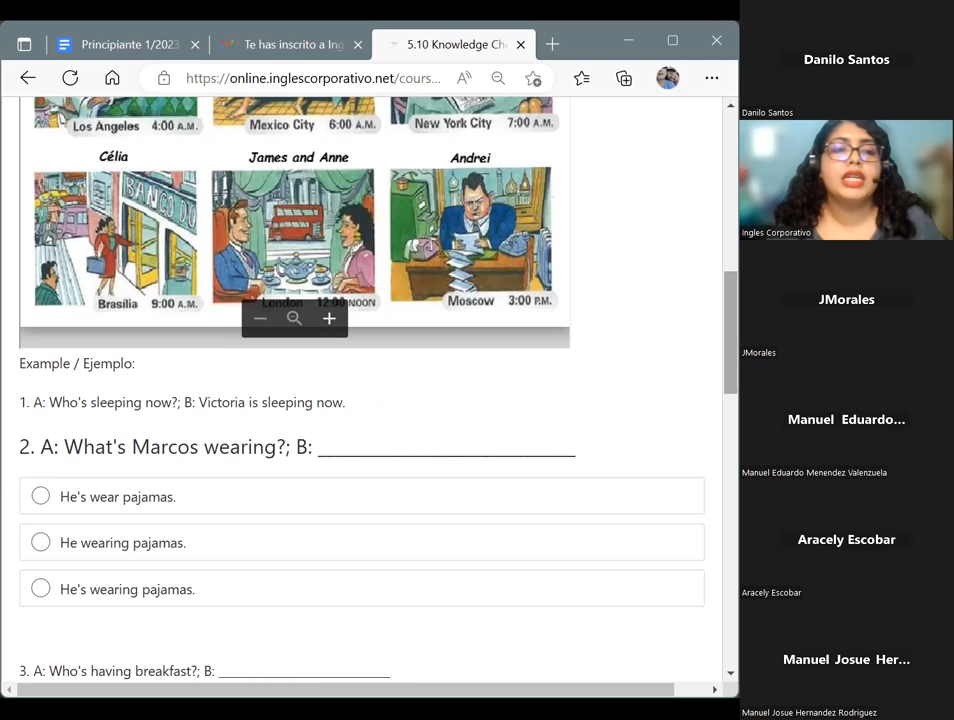 Principiante 1/2023
Te has inscrito a Ing
5.10 Knowledge Ch
https://online.inglescorporativo.net/cours...
Los Angeles 4:00 A.M.
Mexico City 6:00 A.M.
New York City 7:00 A.M.
Célia
James and Anne
Andrei
BANCO DO
Brasília 9:00 A.M.
London 12:00 NOON
Moscow 3:00 P.M.
Example / Ejemplo:
1. A: Who's sleeping now?; B: Victoria is sleeping now.
2. A: What's Marcos wearing?; B: ___________________________
He's wear pajamas.
He wearing pajamas.
He's wearing pajamas.
3. A: Who's having breakfast?; B: _______________________
Danilo Santos
Danilo Santos
Ingles Corporativo
JMorales
JMorales
Manuel Eduardo...
Manuel Eduardo Menendez Valenzuela
Aracely Escobar
Aracely Escobar
Manuel Josue Her...
Manuel Josue Hernandez Rodriguez